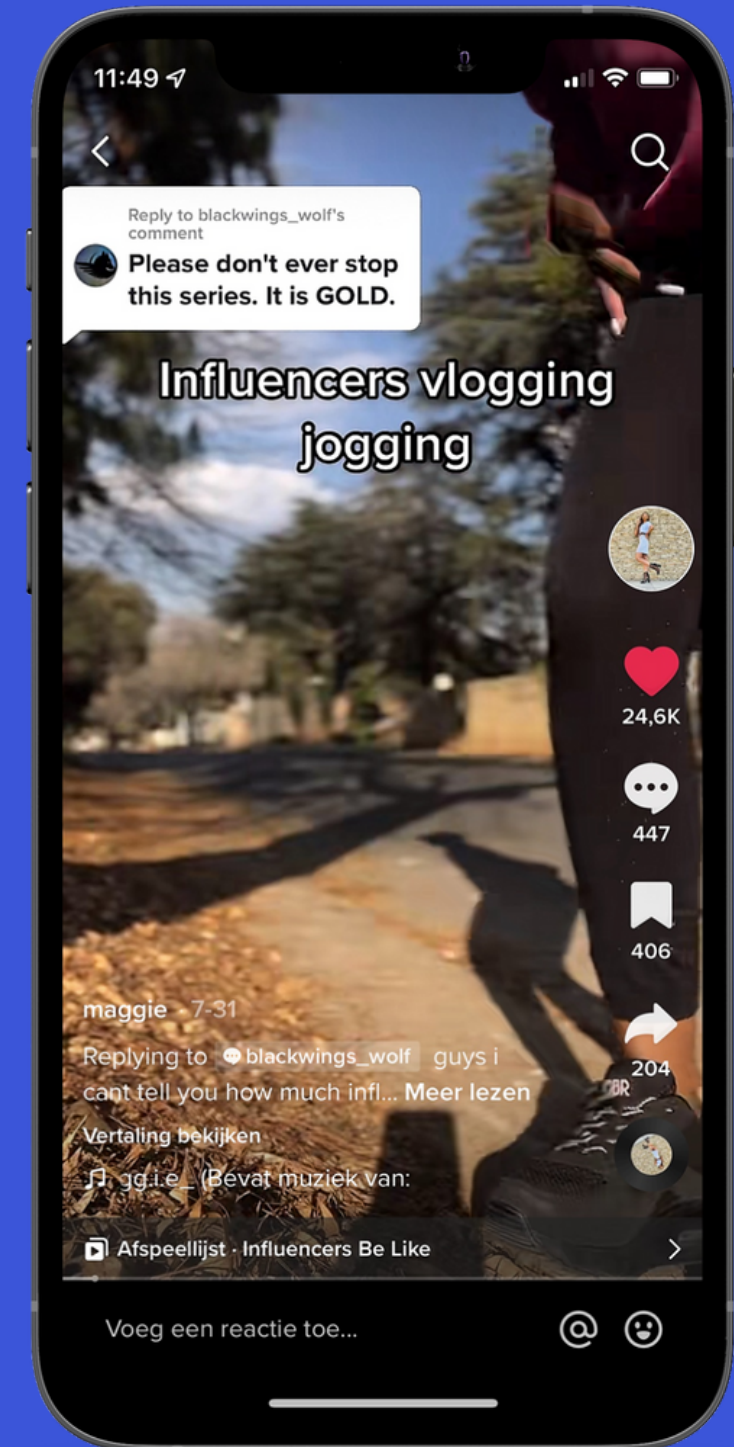 11:49
Reply to blackwings_wolf's
comment
Please don't ever stop
this series. It is GOLD.
Influencers vlogging
jogging
24,6K
447
406
204
maggie · 7-31
Replying to blackwings_wolf guys i
cant tell you how much infl... Meer lezen
Vertaling bekijken
gg.i.e_ (Bevat muziek van:
Afspeellijst · Influencers Be Like
Voeg een reactie toe...